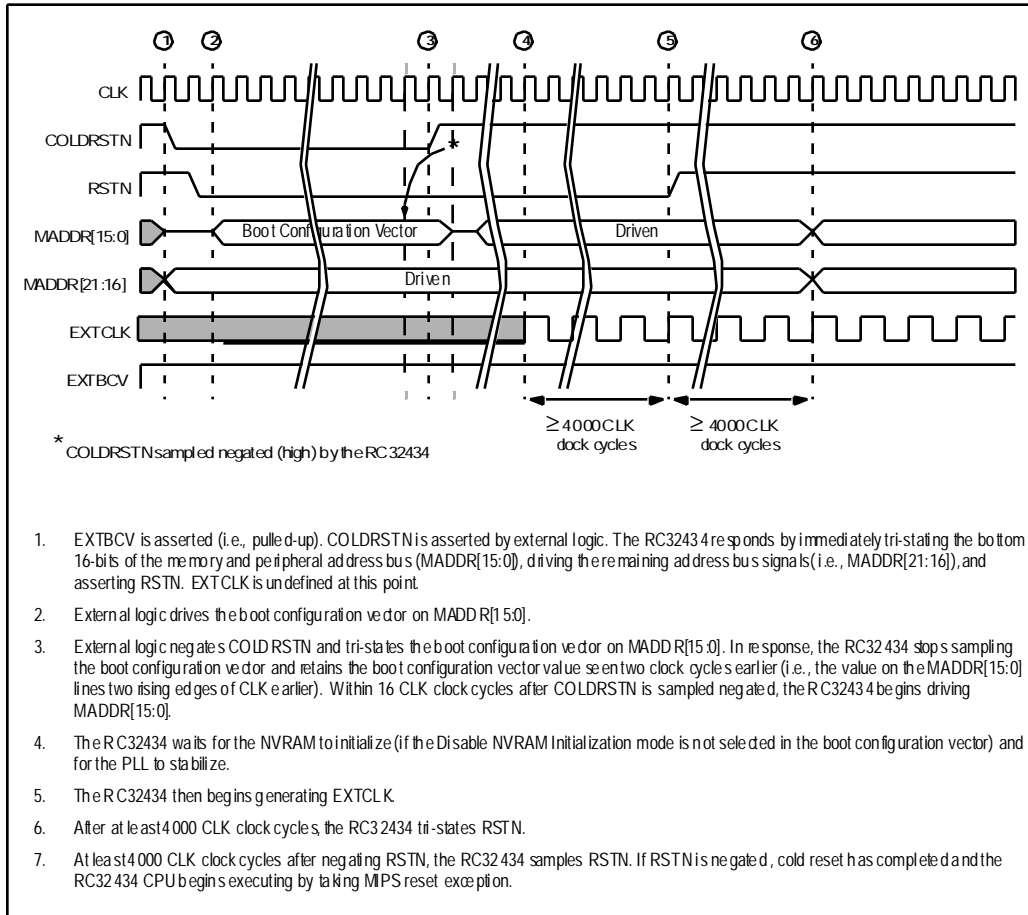 1 2 3 4 5 6
CLK
COLDRSTN
*
RSTN
MADDR[15:0] Boot Configuration Vector Driven
MADDR[21:16] Driven
EXTCLK
EXTBCV
≥ 4000 CLK clock cycles
≥ 4000 CLK clock cycles
* COLDRSTN sampled negated (high) by the RC32434
1. EXTBCV is asserted (i.e., pulled-up). COLDRSTN is asserted by external logic. The RC32434 responds by immediately tri-stating the bottom
16-bits of the memory and peripheral address bus (MADDR[15:0]), driving the remaining address bus signals (i.e., MADDR[21:16]), and
asserting RSTN. EXTCLK is undefined at this point.
2. External logic drives the boot configuration vector on MADDR[15:0].
3. External logic negates COLDRSTN and tri-states the boot configuration vector on MADDR[15:0]. In response, the RC32434 stops sampling
the boot configuration vector and retains the boot configuration vector value seen two clock cycles earlier (i.e., the value on the MADDR[15:0]
lines two rising edges of CLK earlier). Within 16 CLK clock cycles after COLDRSTN is sampled negated, the RC32434 begins driving
MADDR[15:0].
4. The RC32434 waits for the NVRAM to initialize (if the Disable NVRAM Initialization mode is not selected in the boot configuration vector) and
for the PLL to stabilize.
5. The RC32434 then begins generating EXTCLK.
6. After at least 4000 CLK clock cycles, the RC32434 tri-states RSTN.
7. At least 4000 CLK clock cycles after negating RSTN, the RC32434 samples RSTN. If RSTN is negated, cold reset has completed and the
RC32434 CPU begins executing by taking MIPS reset exception.